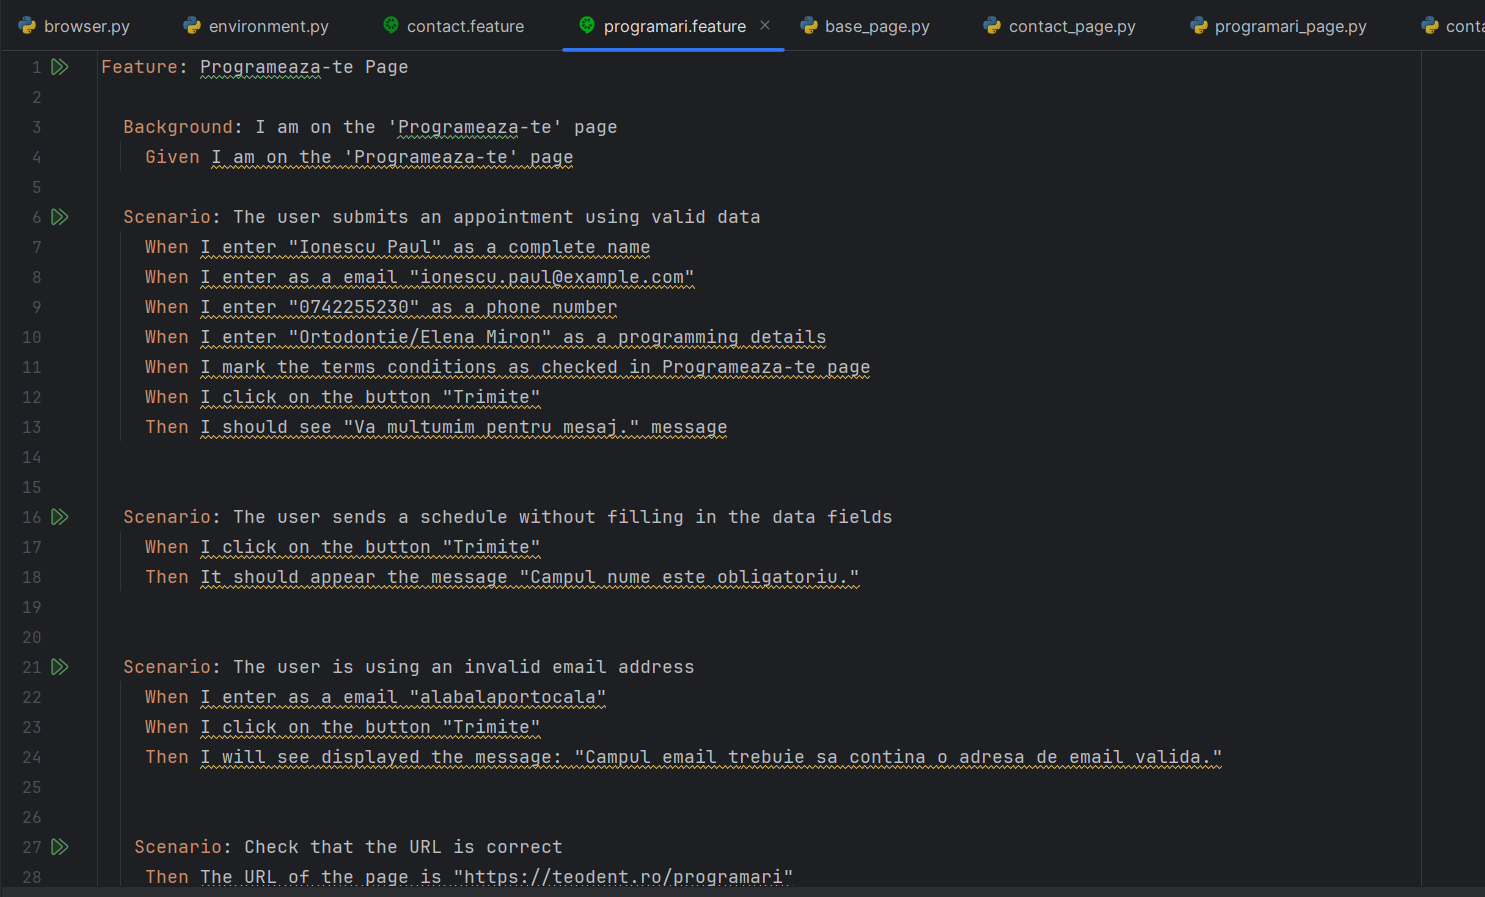 browser.py environment.py contact.feature programari.feature base_page.py contact_page.py programari_page.py conta
1 Feature: Programeaza-te Page
2
3 Background: I am on the 'Programeaza-te' page
4 Given I am on the 'Programeaza-te' page
5
6 Scenario: The user submits an appointment using valid data
7 When I enter "Ionescu Paul" as a complete name
8 When I enter as a email "ionescu.paul@example.com"
9 When I enter "0742255230" as a phone number
10 When I enter "Ortodontie/Elena Miron" as a programming details
11 When I mark the terms conditions as checked in Programeaza-te page
12 When I click on the button "Trimite"
13 Then I should see "Va multumim pentru mesaj." message
14
15
16 Scenario: The user sends a schedule without filling in the data fields
17 When I click on the button "Trimite"
18 Then It should appear the message "Campul nume este obligatoriu."
19
20
21 Scenario: The user is using an invalid email address
22 When I enter as a email "alabalaportocala"
23 When I click on the button "Trimite"
24 Then I will see displayed the message: "Campul email trebuie sa contina o adresa de email valida."
25
26
27 Scenario: Check that the URL is correct
28 Then The URL of the page is "https://teodent.ro/programari"